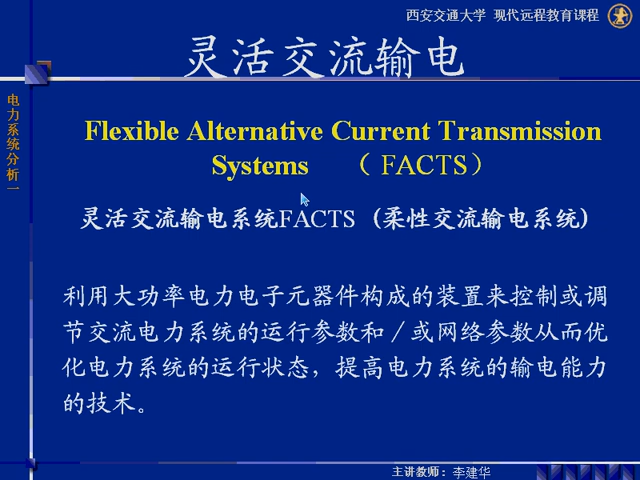 西安交通大学 现代远程教育课程
灵活交流输电
电力系统分析一
Flexible Alternative Current Transmission
Systems （FACTS）
灵活交流输电系统FACTS (柔性交流输电系统)
利用大功率电力电子元器件构成的装置来控制或调
节交流电力系统的运行参数和/或网络参数从而优
化电力系统的运行状态，提高电力系统的输电能力
的技术。
主讲教师：李建华